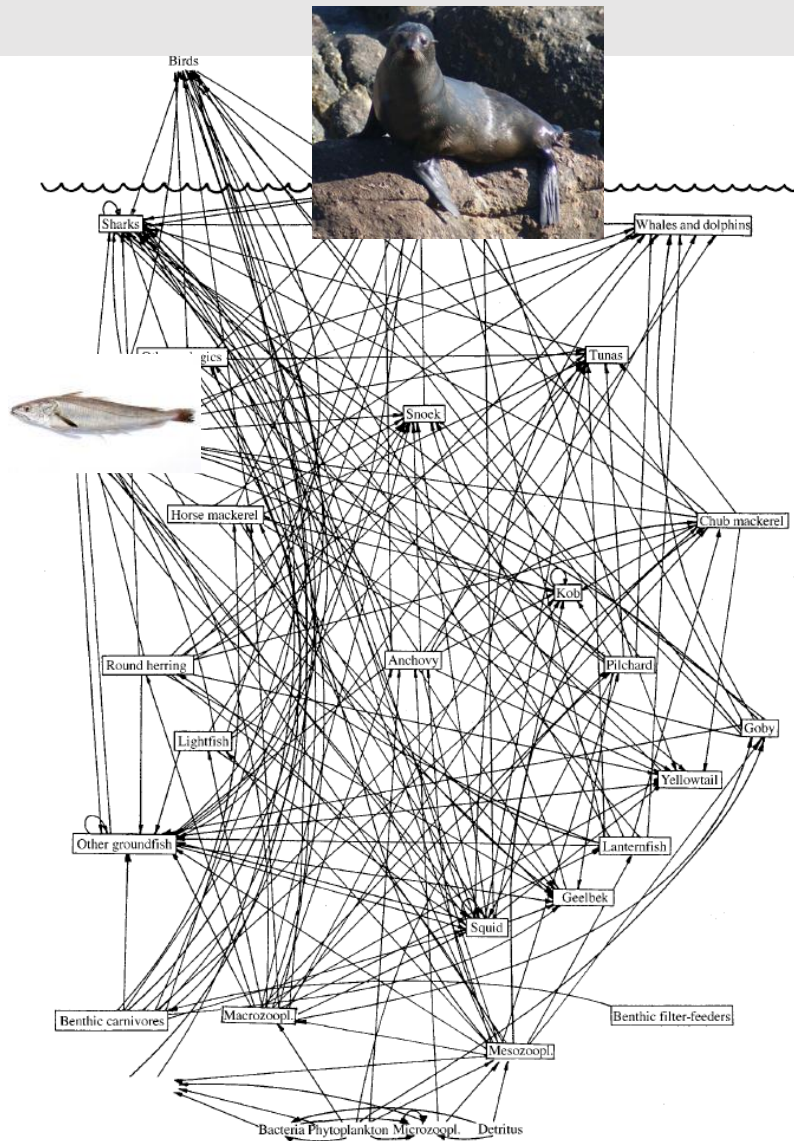 Birds
Sharks
Whales and dolphins
Tunas
Snoek
Horse mackerel
Chub mackerel
Kob
Round herring
Anchovy
Pilchard
Goby
Lightfish
Yellowtail
Other groundfish
Lanternfish
Geelbek
Squid
Benthic carnivores
Macrozoopl.
Benthic filter-feeders
Mesozoopl.
Bacteria Phytoplankton Microzoopl. Detritus